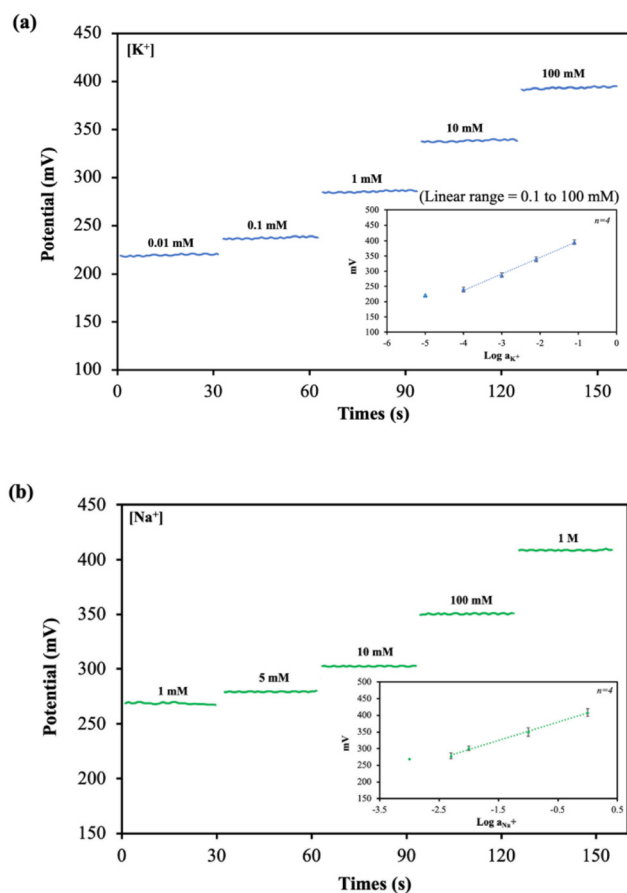 (a)
[K⁺]
450
400
350
300
250
200
150
100
Potential (mV)
0.01 mM
0.1 mM
1 mM
10 mM
100 mM
(Linear range = 0.1 to 100 mM)
n=4
500
450
400
350
300
250
200
150
100
mV
-6 -5 -4 -3 -2 -1 0
Log a_K⁺
0 30 60 90 120 150
Times (s)
(b)
[Na⁺]
450
400
350
300
250
200
150
Potential (mV)
1 mM
5 mM
10 mM
100 mM
1 M
n=4
500
450
400
350
300
250
200
150
mV
-3.5 -2.5 -1.5 -0.5 0.5
Log a_Na⁺
0 30 60 90 120 150
Times (s)